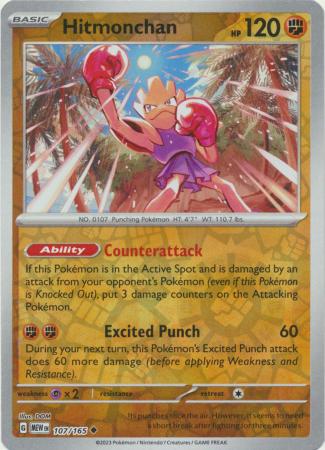 BASIC
Hitmonchan
HP 120
NO. 0107 Punching Pokémon HT: 4'7" WT: 110.7 lbs.
Ability Counterattack
If this Pokémon is in the Active Spot and is damaged by an
attack from your opponent's Pokémon (even if this Pokémon
is Knocked Out), put 3 damage counters on the Attacking
Pokémon.
Excited Punch 60
During your next turn, this Pokémon's Excited Punch attack
does 60 more damage (before applying Weakness and
Resistance).
weakness ×2 resistance retreat
Illus. DOM
G MEW EN 107/165
Its punches slice the air. However, it seems to need
a short break after fighting for three minutes.
©2023 Pokémon / Nintendo / Creatures / GAME FREAK